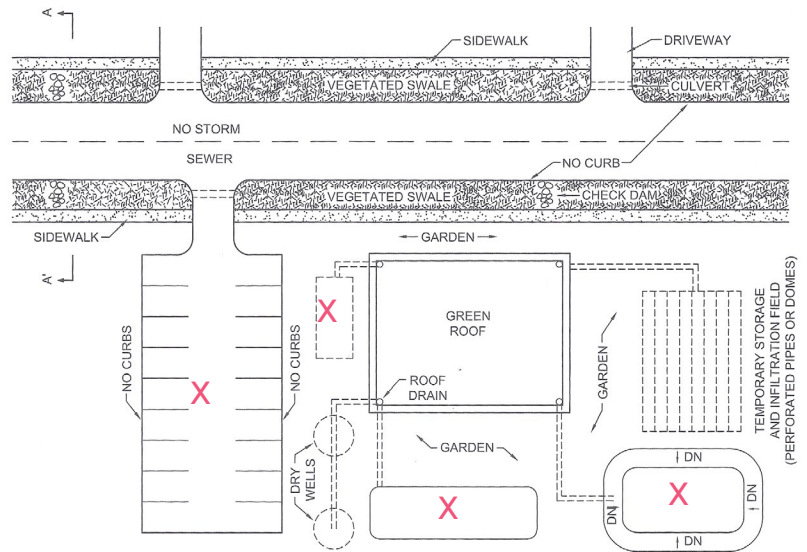 A
SIDEWALK
DRIVEWAY
VEGETATED SWALE
CULVERT
NO STORM
SEWER
NO CURB
VEGETATED SWALE
CHECK DAM
SIDEWALK
GARDEN
A'
X
GREEN
ROOF
NO CURBS
X
NO CURBS
ROOF
DRAIN
GARDEN
TEMPORARY STORAGE
AND INFILTRATION FIELD
(PERFORATED PIPES OR DOMES)
GARDEN
DRY
WELLS
X
DN
DN
X
DN
DN